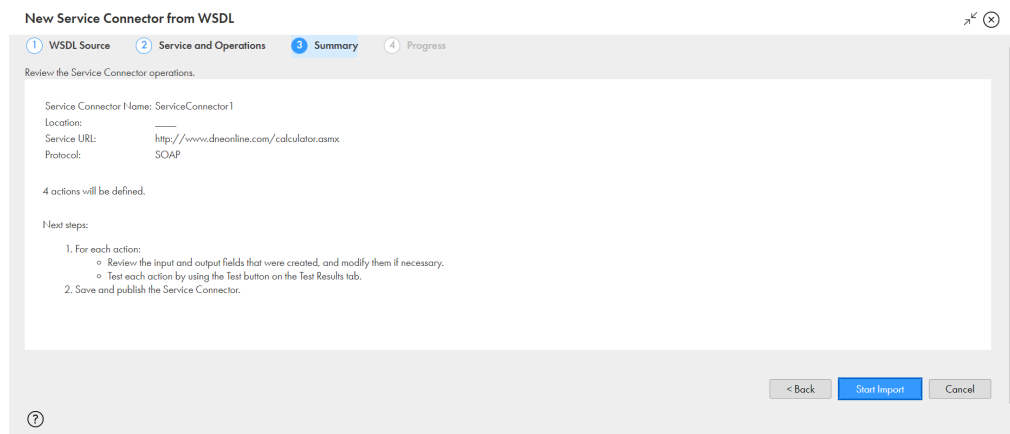 New Service Connector from WSDL
1 WSDL Source 2 Service and Operations 3 Summary 4 Progress
Review the Service Connector operations.
Service Connector Name: ServiceConnector1
Location: ____
Service URL: http://www.dneonline.com/calculator.asmx
Protocol: SOAP
4 actions will be defined.
Next steps:
1. For each action:
Review the input and output fields that were created, and modify them if necessary.
Test each action by using the Test button on the Test Results tab.
2. Save and publish the Service Connector.
< Back Start Import Cancel
?